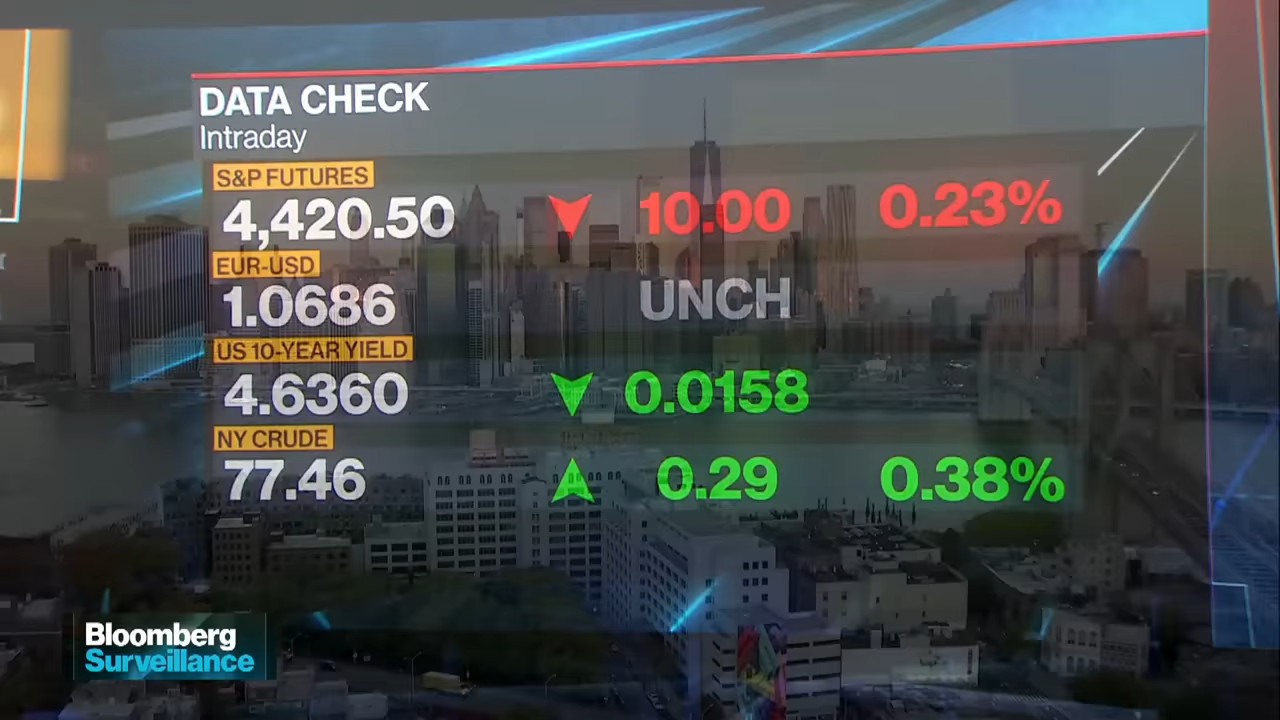 DATA CHECK
Intraday
S&P FUTURES
4,420.50 10.00 0.23%
EUR-USD
1.0686 UNCH
US 10-YEAR YIELD
4.6360 0.0158
NY CRUDE
77.46 0.29 0.38%
Bloomberg
Surveillance